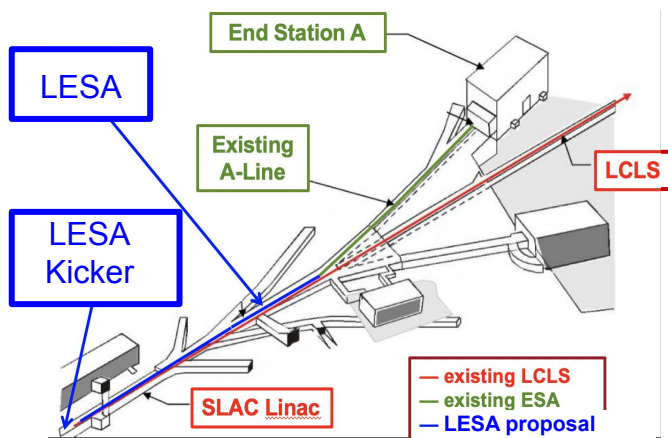 End Station A
LESA
Existing
A-Line
LCLS
LESA
Kicker
SLAC Linac
— existing LCLS
— existing ESA
— LESA proposal